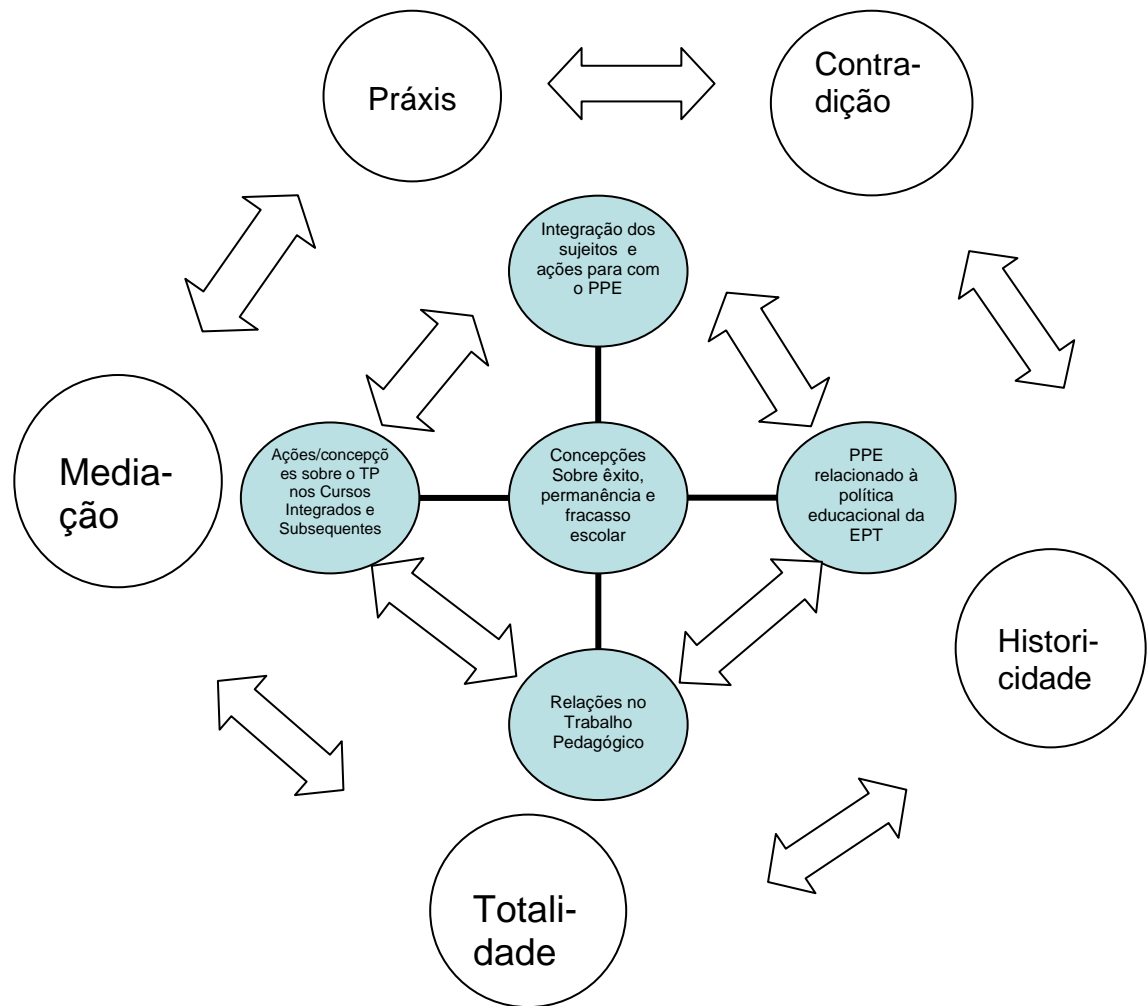 Práxis
Contra-
dição
Integração dos
sujeitos e
ações para com
o PPE
Media-
ção
Ações/concepçõ
es sobre o TP
nos Cursos
Integrados e
Subsequentes
Concepções
Sobre êxito,
permanência e
fracasso
escolar
PPE
relacionado à
política
educacional da
EPT
Histori-
cidade
Relações no
Trabalho
Pedagógico
Totali-
dade